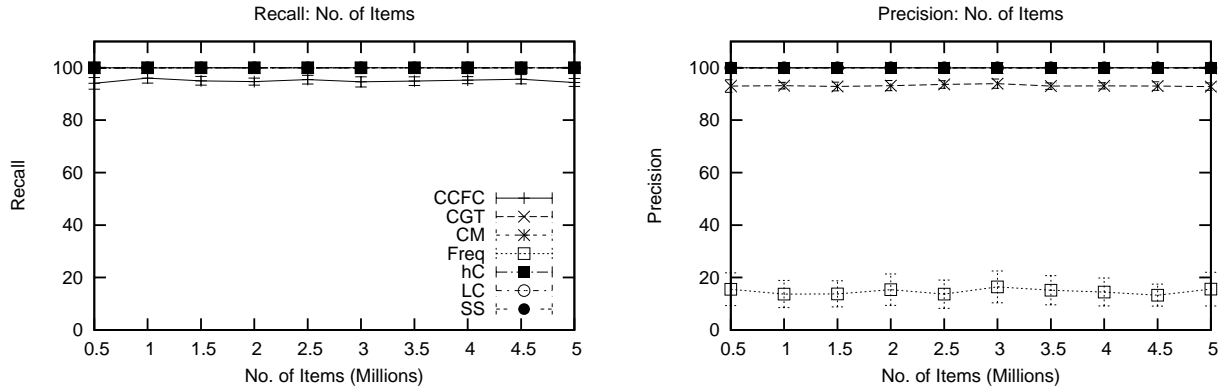 Recall: No. of Items
Recall
100
80
60
40
20
0
CCFC
CGT
CM
Freq
hC
LC
SS
0.5 1 1.5 2 2.5 3 3.5 4 4.5 5
No. of Items (Millions)
Precision: No. of Items
Precision
100
80
60
40
20
0
0.5 1 1.5 2 2.5 3 3.5 4 4.5 5
No. of Items (Millions)